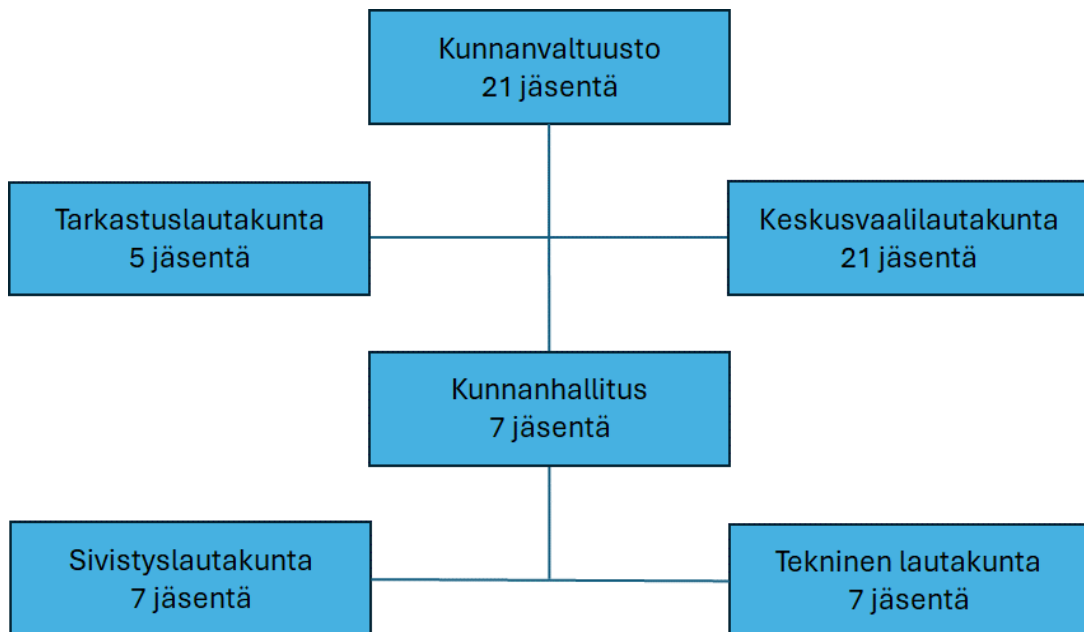 Kunnanvaltuusto
21 jäsentä
Tarkastuslautakunta
5 jäsentä
Keskusvaalilautakunta
21 jäsentä
Kunnanhallitus
7 jäsentä
Sivistyslautakunta
7 jäsentä
Tekninen lautakunta
7 jäsentä